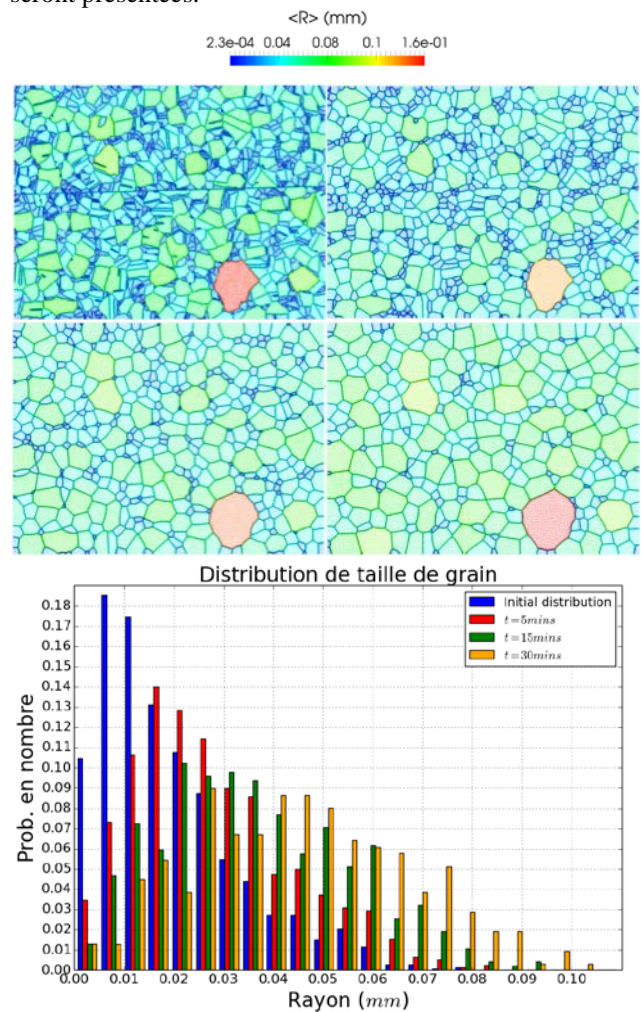 seront présentées.
<R> (mm)
2.3e-04 0.04 0.08 0.1 1.6e-01
Distribution de taille de grain
Initial distribution
t=5mins
t=15mins
t=30mins
0.18
0.17
0.16
0.15
0.14
0.13
0.12
0.11
0.10
0.09
0.08
0.07
0.06
0.05
0.04
0.03
0.02
0.01
0.00
Prob. en nombre
0.00 0.01 0.02 0.03 0.04 0.05 0.06 0.07 0.08 0.09 0.10
Rayon (mm)